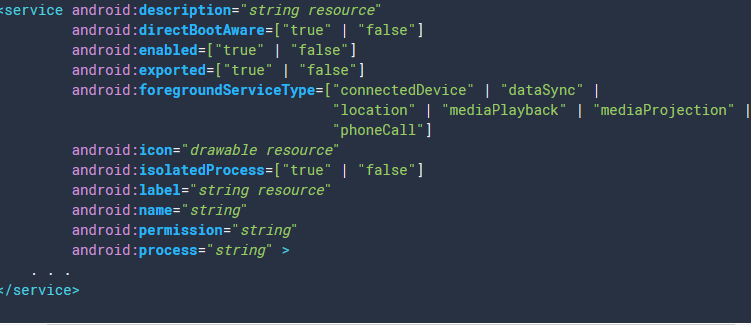 <service android:description="string resource"
android:directBootAware=["true" | "false"]
android:enabled=["true" | "false"]
android:exported=["true" | "false"]
android:foregroundServiceType=["connectedDevice" | "dataSync" |
"location" | "mediaPlayback" | "mediaProjection" |
"phoneCall"]
android:icon="drawable resource"
android:isolatedProcess=["true" | "false"]
android:label="string resource"
android:name="string"
android:permission="string"
android:process="string" >
. . .
</service>